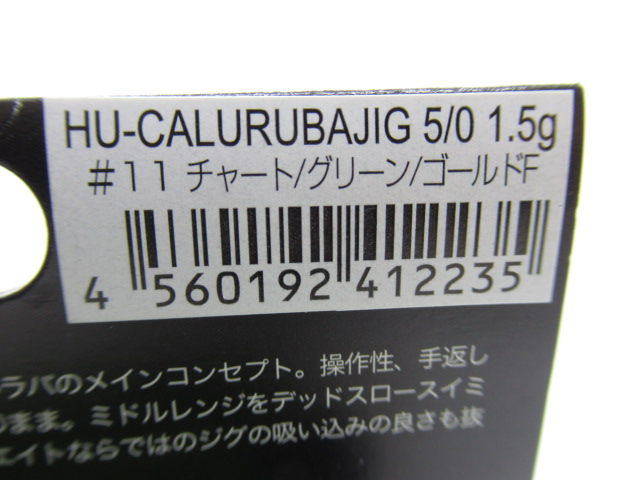 HU-CALURUBAJIG 5/0 1.5g
#11 チャート/グリーン/ゴールドF
4 560192 412235
ラバのメインコンセプト。操作性、手返し
まま。ミドルレンジをデッドスロースイミ
エイトならではのジグの吸い込みの良さも抜